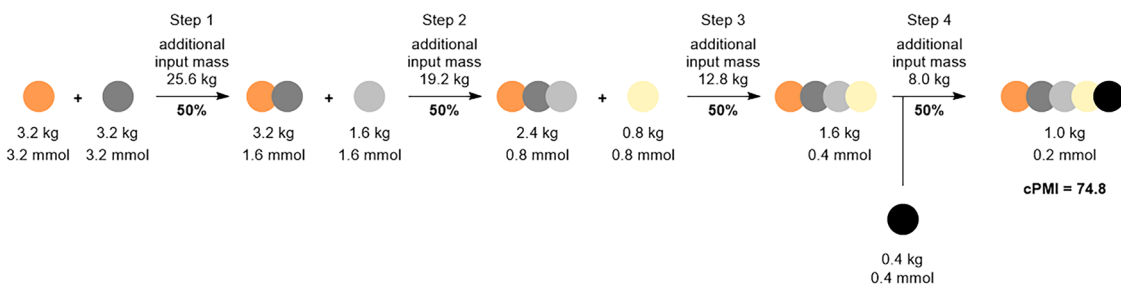 Step 1
additional
input mass
25.6 kg
50%
Step 2
additional
input mass
19.2 kg
50%
Step 3
additional
input mass
12.8 kg
50%
Step 4
additional
input mass
8.0 kg
50%
+
+
+
3.2 kg
3.2 mmol
3.2 kg
3.2 mmol
3.2 kg
1.6 mmol
1.6 kg
1.6 mmol
2.4 kg
0.8 mmol
0.8 kg
0.8 mmol
1.6 kg
0.4 mmol
1.0 kg
0.2 mmol
cPMI = 74.8
0.4 kg
0.4 mmol